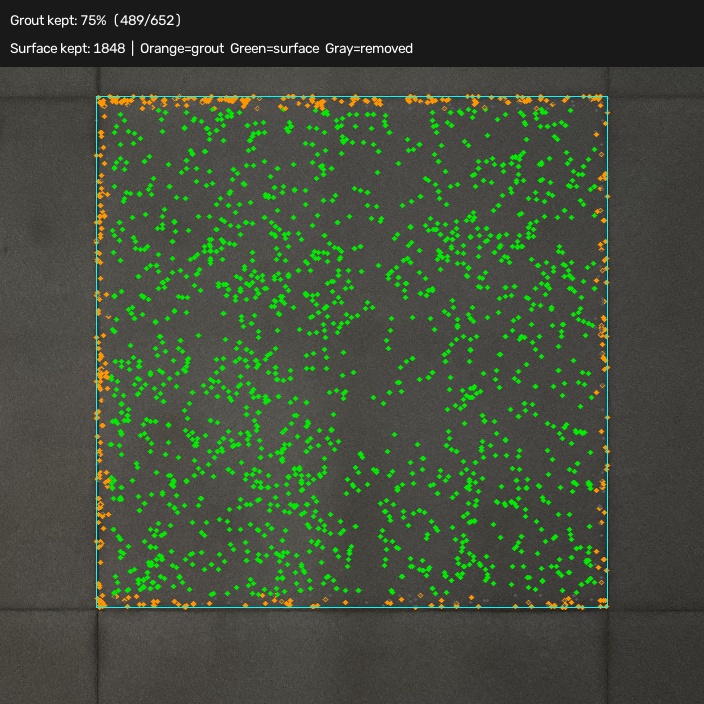 Grout kept: 75% (489/652)
Surface kept: 1848 | Orange=grout Green=surface Gray=removed